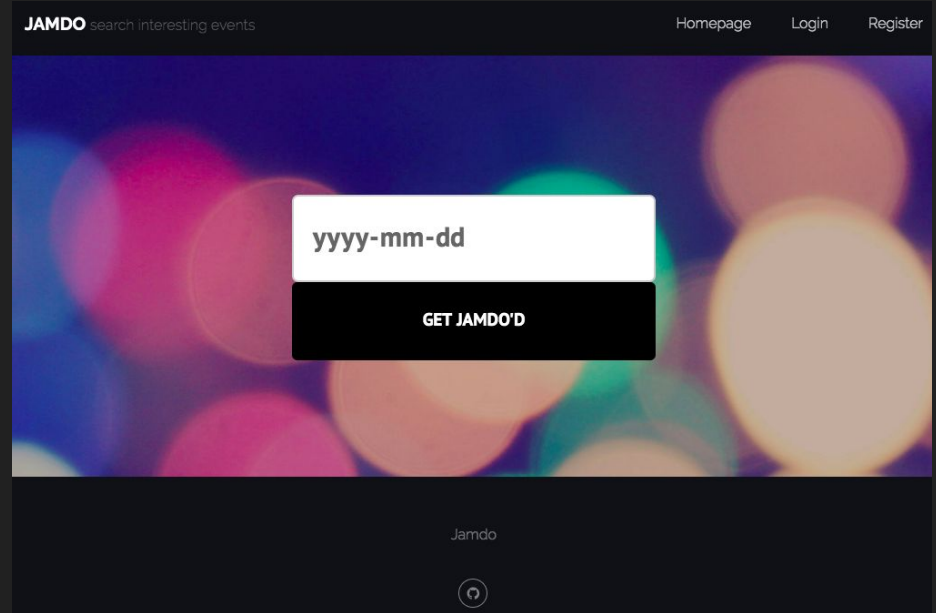 JAMDO search interesting events
Homepage Login Register
yyyy-mm-dd
GET JAMDO'D
Jamdo